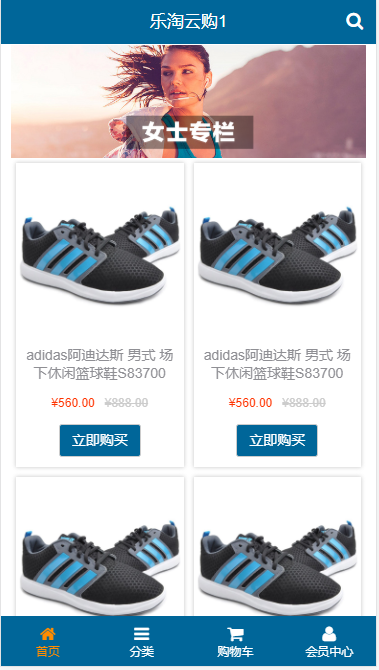 乐淘云购1
女士专栏
adidas阿迪达斯 男式 场
下休闲篮球鞋S83700
¥560.00 ¥888.00
立即购买
adidas阿迪达斯 男式 场
下休闲篮球鞋S83700
¥560.00 ¥888.00
立即购买
首页 分类 购物车 会员中心